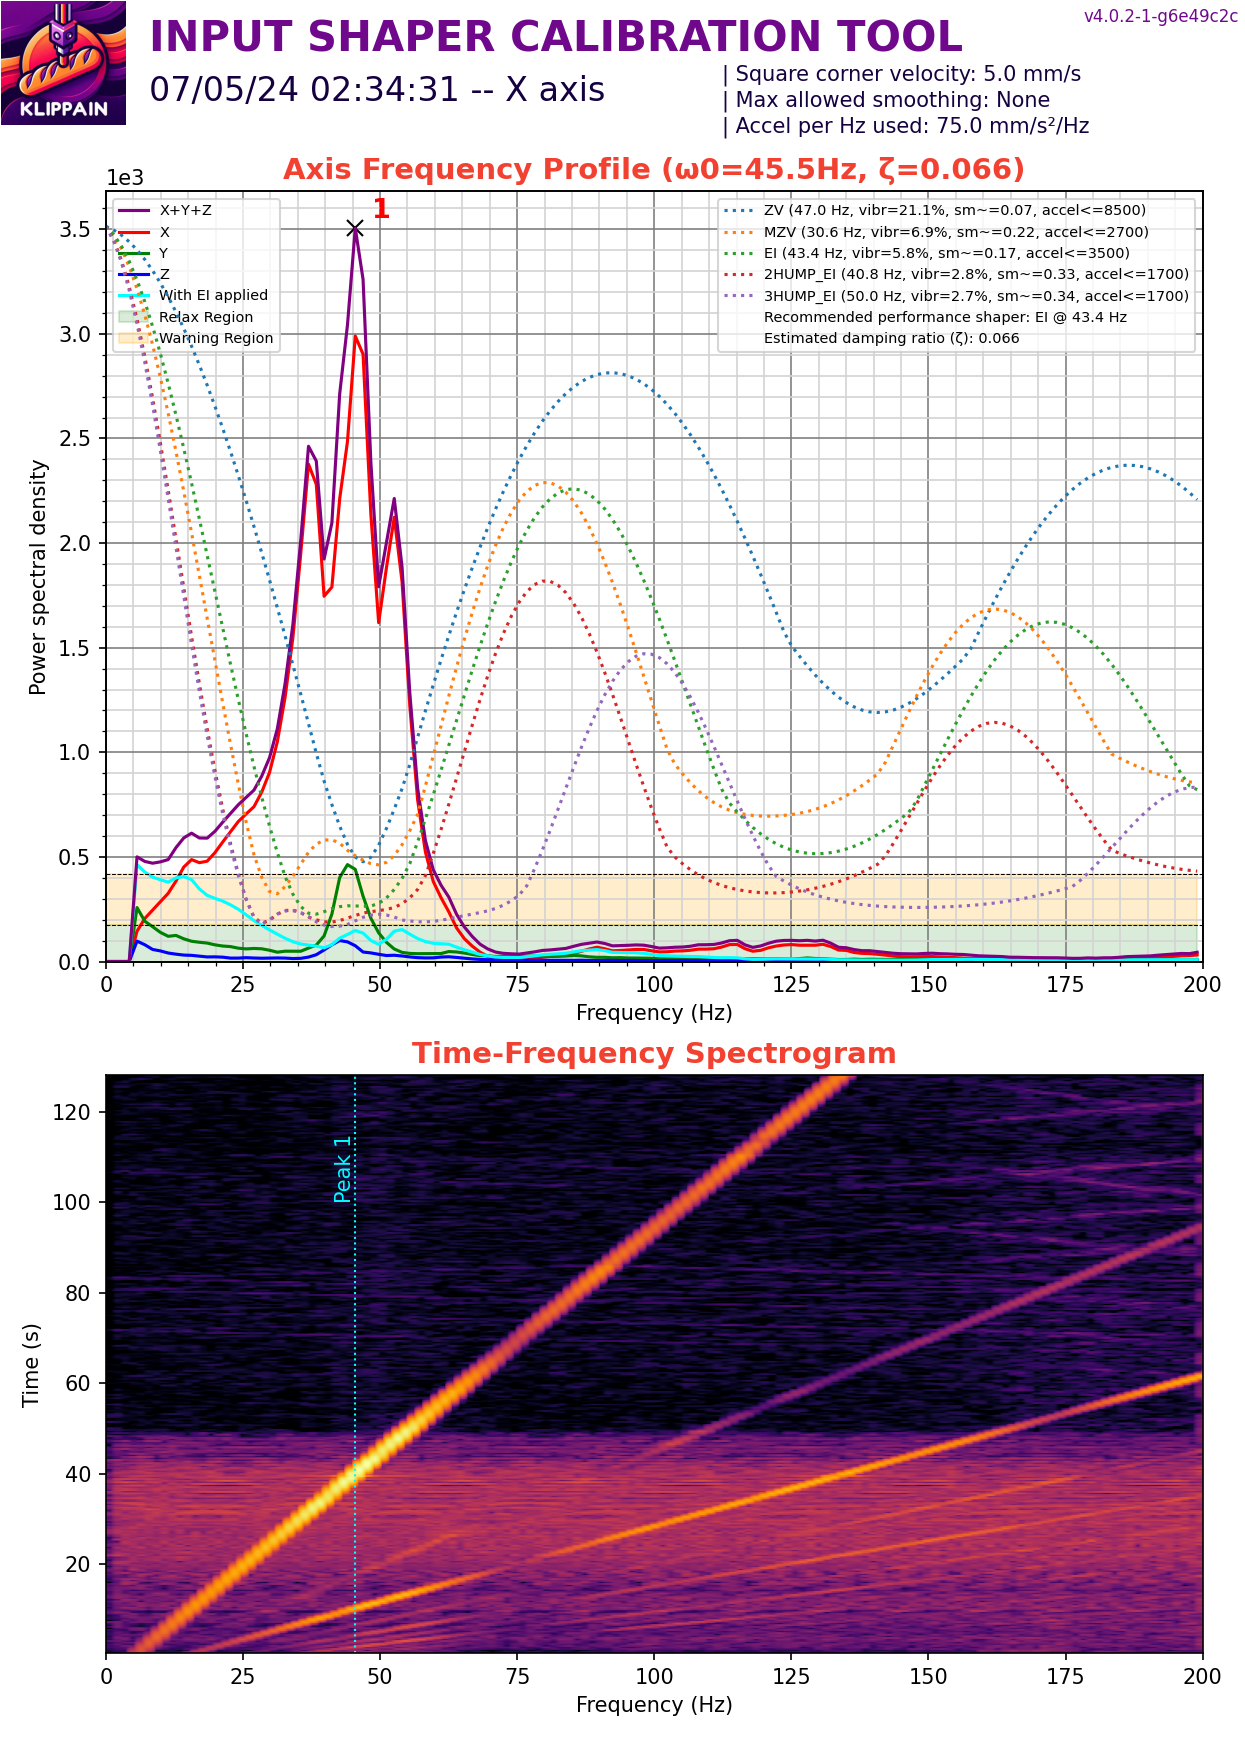 v4.0.2-1-g6e49c2c
INPUT SHAPER CALIBRATION TOOL
07/05/24 02:34:31 -- X axis
| Square corner velocity: 5.0 mm/s
| Max allowed smoothing: None
| Accel per Hz used: 75.0 mm/s²/Hz
KLIPPAIN
Axis Frequency Profile (ω0=45.5Hz, ζ=0.066)
1e3
1
X+Y+Z
X
Y
Z
With EI applied
Relax Region
Warning Region
ZV (47.0 Hz, vibr=21.1%, sm~=0.07, accel<=8500)
MZV (30.6 Hz, vibr=6.9%, sm~=0.22, accel<=2700)
EI (43.4 Hz, vibr=5.8%, sm~=0.17, accel<=3500)
2HUMP_EI (40.8 Hz, vibr=2.8%, sm~=0.33, accel<=1700)
3HUMP_EI (50.0 Hz, vibr=2.7%, sm~=0.34, accel<=1700)
Recommended performance shaper: EI @ 43.4 Hz
Estimated damping ratio (ζ): 0.066
3.5
3.0
2.5
2.0
1.5
1.0
0.5
0.0
Power spectral density
0 25 50 75 100 125 150 175 200
Frequency (Hz)
Time-Frequency Spectrogram
Peak 1
120
100
80
60
40
20
Time (s)
0 25 50 75 100 125 150 175 200
Frequency (Hz)